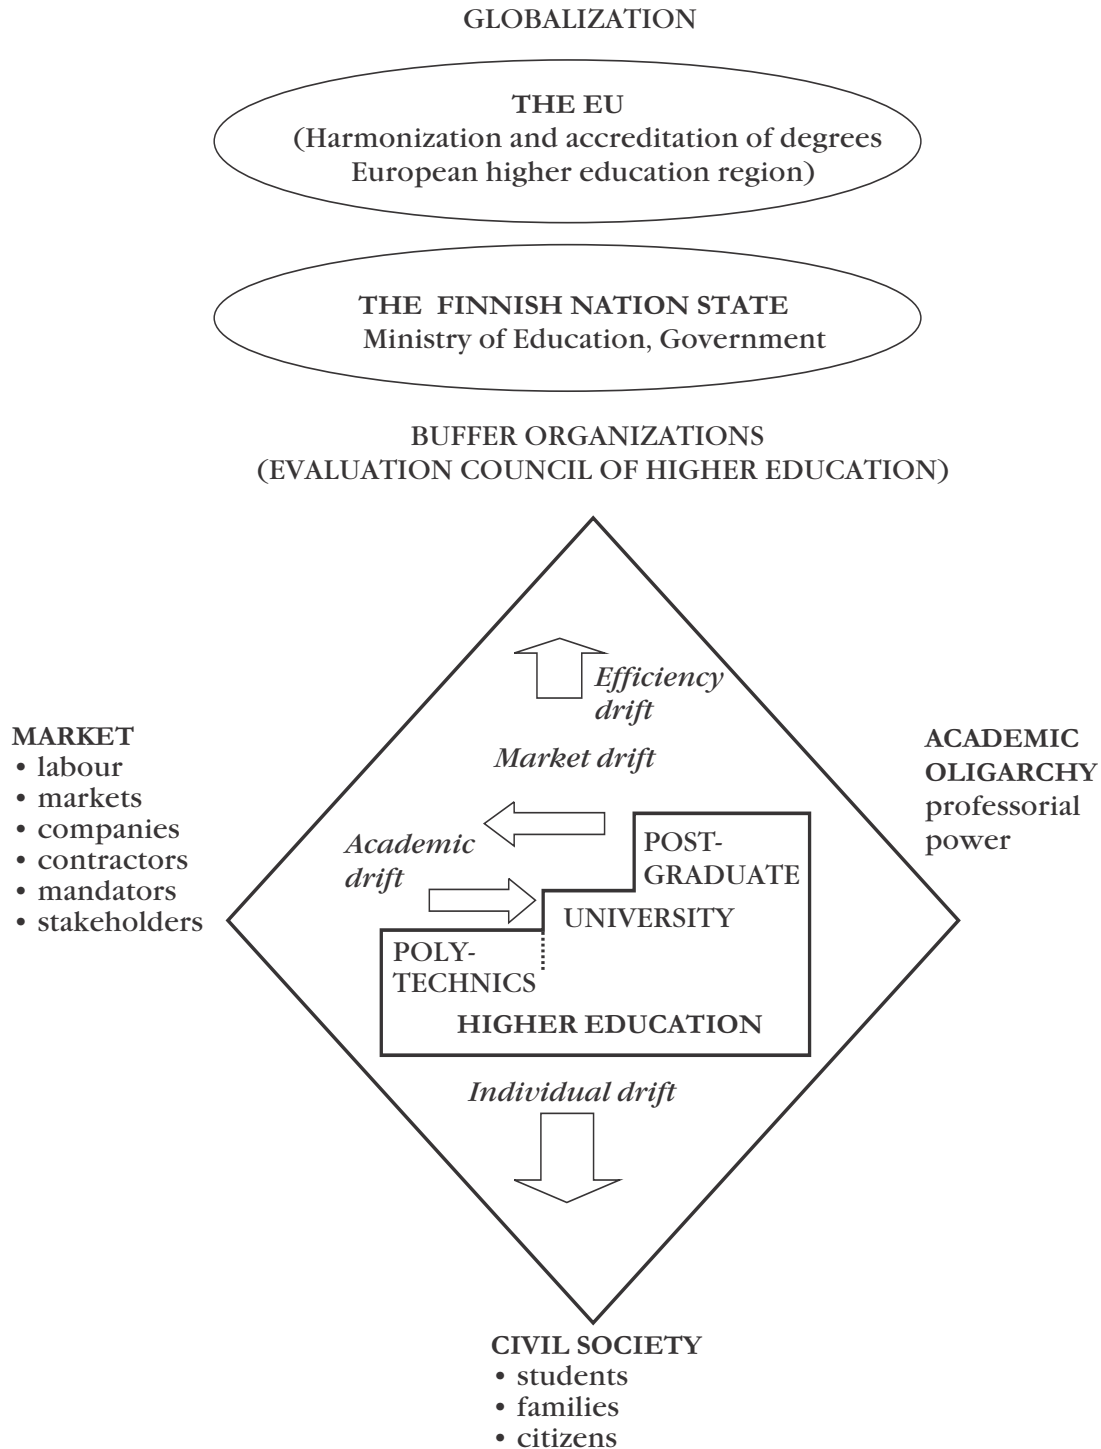 GLOBALIZATION
THE EU
(Harmonization and accreditation of degrees
European higher education region)
THE FINNISH NATION STATE
Ministry of Education, Government
BUFFER ORGANIZATIONS
(EVALUATION COUNCIL OF HIGHER EDUCATION)
Efficiency
drift
Market drift
MARKET
• labour
• markets
• companies
• contractors
• mandators
• stakeholders
ACADEMIC
OLIGARCHY
professorial
power
Academic
drift
POST-
GRADUATE
UNIVERSITY
POLY-
TECHNICS
HIGHER EDUCATION
Individual drift
CIVIL SOCIETY
• students
• families
• citizens